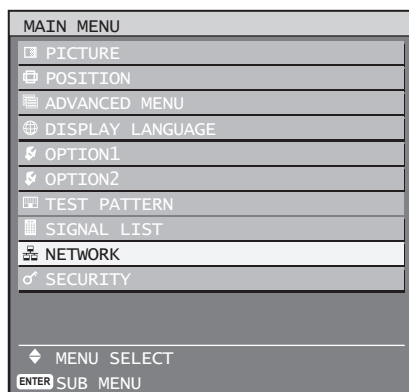 MAIN MENU
PICTURE
POSITION
ADVANCED MENU
DISPLAY LANGUAGE
OPTION1
OPTION2
TEST PATTERN
SIGNAL LIST
NETWORK
SECURITY
MENU SELECT
ENTER SUB MENU